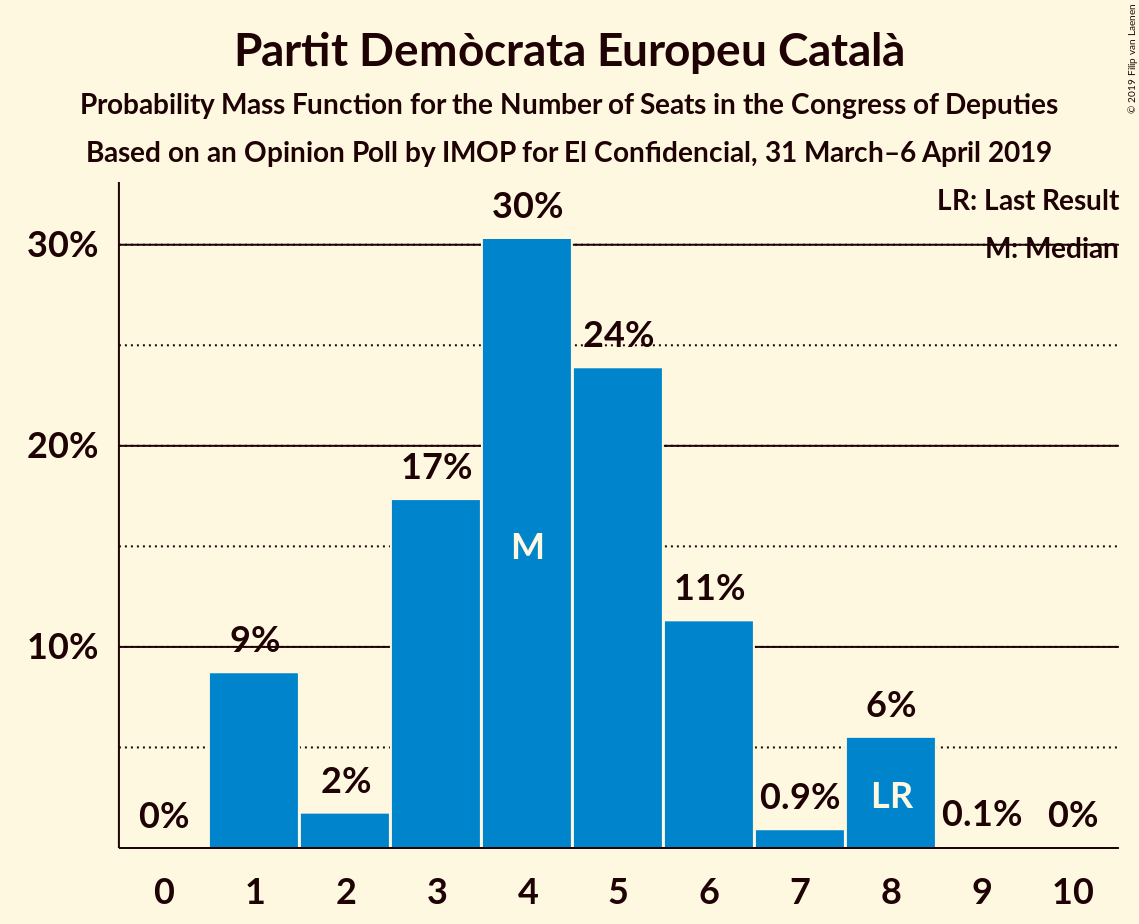 Partit Demòcrata Europeu Català
Probability Mass Function for the Number of Seats in the Congress of Deputies
Based on an Opinion Poll by IMOP for El Confidencial, 31 March–6 April 2019
© 2019 Filip van Laenen
LR: Last Result
M: Median
30%
20%
10%
0%
9%
2%
17%
30%
24%
11%
0.9%
6%
0.1%
0%
M
LR
0 1 2 3 4 5 6 7 8 9 10